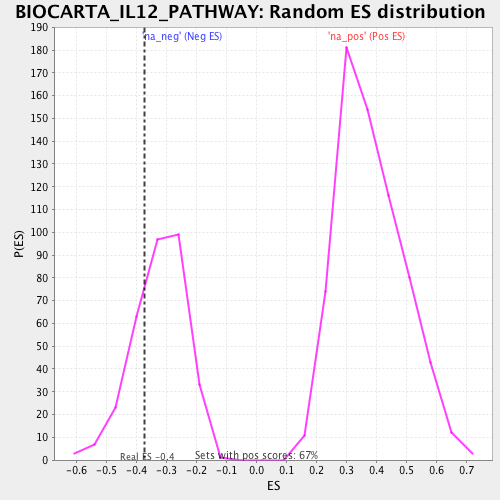 BIOCARTA_IL12_PATHWAY: Random ES distribution
'na_neg' (Neg ES)
'na_pos' (Pos ES)
190
180
170
160
150
140
130
120
110
100
90
80
70
60
50
40
30
20
10
0
P(ES)
Real ES -0,4
Sets with pos scores: 67%
-0.6 -0.5 -0.4 -0.3 -0.2 -0.1 0.0 0.1 0.2 0.3 0.4 0.5 0.6 0.7
ES